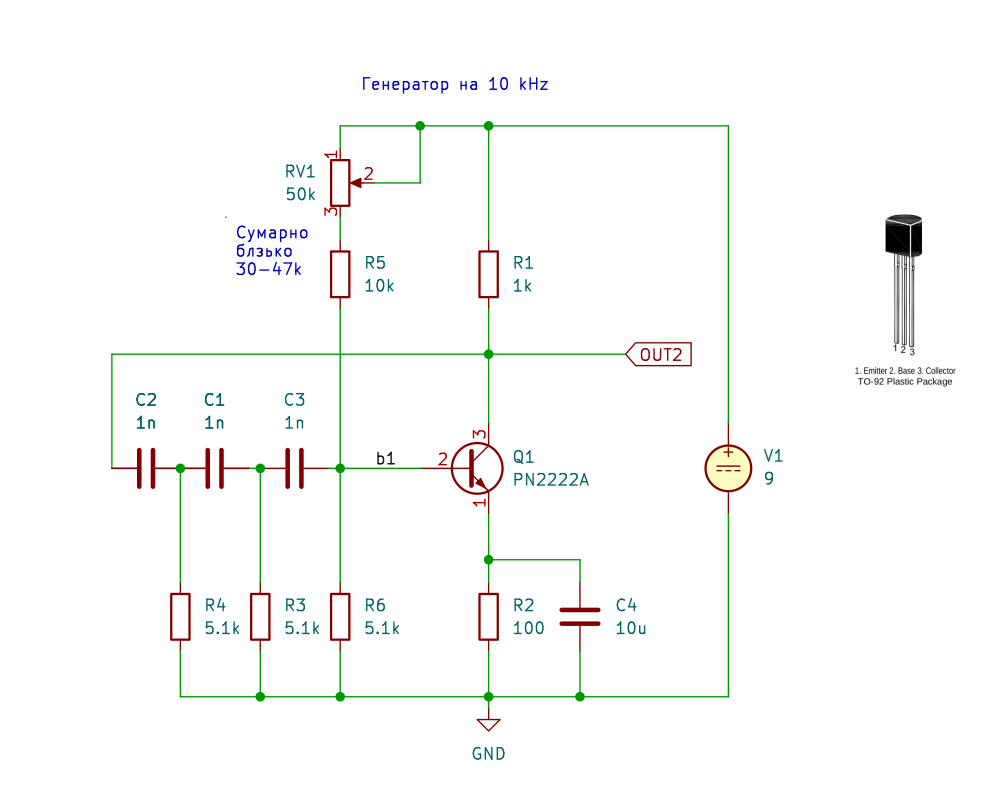 Генератор на 10 kHz
1
RV1
2
50k
3
Сумарно
блзько
30-47k
R5
10k
R1
1k
OUT2
C2
1n
C1
1n
C3
1n
b1
3
2
1
Q1
PN2222A
V1
9
R4
5.1k
R3
5.1k
R6
5.1k
R2
100
C4
10u
GND
1 2 3
1. Emitter 2. Base 3. Collector
TO-92 Plastic Package